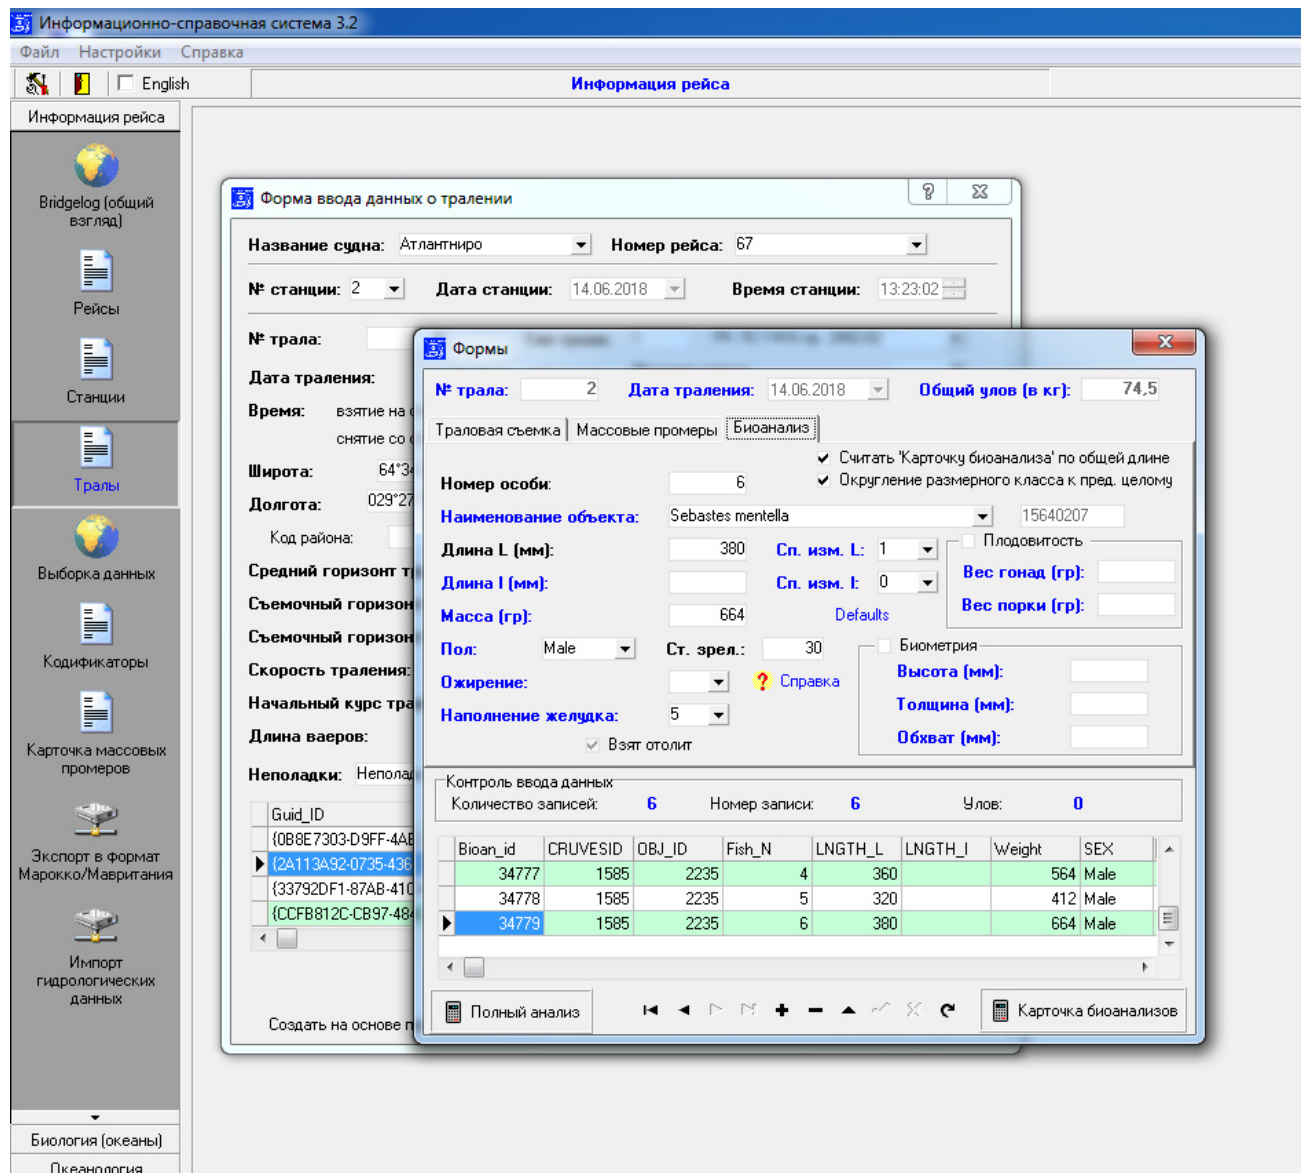 Информационно-справочная система 3.2
Файл Настройки Справка
English
Информация рейса
Информация рейса
Bridgelog (общий
взгляд)
Рейсы
Станции
Тралы
Выборка данных
Кодификаторы
Карточка массовых
промеров
Экспорт в формат
Марокко/Мавритания
Импорт
гидрологических
данных
Биология (океаны)
Океанология
Форма ввода данных о тралении
Название судна: Атлантниро Номер рейса: 67
№ станции: 2 Дата станции: 14.06.2018 Время станции: 13:23:02
№ трала:
Дата траления:
Время: взятие на
снятие со
Широта: 64°34
Долгота: 029°27
Код района:
Средний горизонт
Съемочный горизон
Съемочный горизон
Скорость траления:
Начальный курс тра
Длина ваеров:
Неполадки: Неполад
Guid_ID
{0B8E7303-D9FF-4AE
{2A113A92-0735-436
{33792DF1-87AB-410
{CCFB812C-CB97-484
Создать на основе п
Формы
№ трала: 2 Дата траления: 14.06.2018 Общий улов (в кг): 74,5
Траловая съемка Массовые промеры Биоанализ
Считать 'Карточку биоанализа' по общей длине
Номер особи: 6 Округление размерного класса к пред. целому
Наименование объекта: Sebastes mentella 15640207
Длина L (мм): 380 Сп. изм. L: 1 Плодовитость
Длина l (мм): Сп. изм. l: 0 Вес гонад (гр):
Масса (гр): 664 Defaults Вес порки (гр):
Пол: Male Ст. зрел.: 30 Биометрия
Ожирение: Справка Высота (мм):
Наполнение желудка: 5 Толщина (мм):
Взят отолит Обхват (мм):
Контроль ввода данных
Количество записей: 6 Номер записи: 6 Улов: 0
Bioan_id CRUVESID OBJ_ID Fish_N LNGTH_L LNGTH_I Weight SEX
34777 1585 2235 4 360 564 Male
34778 1585 2235 5 320 412 Male
34779 1585 2235 6 380 664 Male
Полный анализ Карточка биоанализов